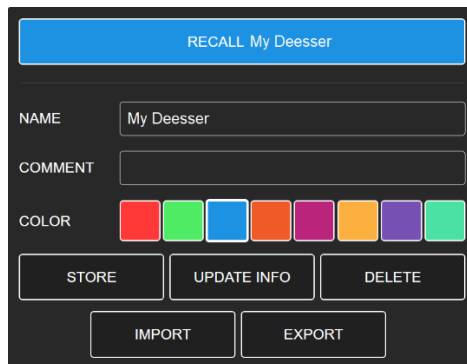 RECALL My Deesser
NAME My Deesser
COMMENT
COLOR
STORE UPDATE INFO DELETE
IMPORT EXPORT